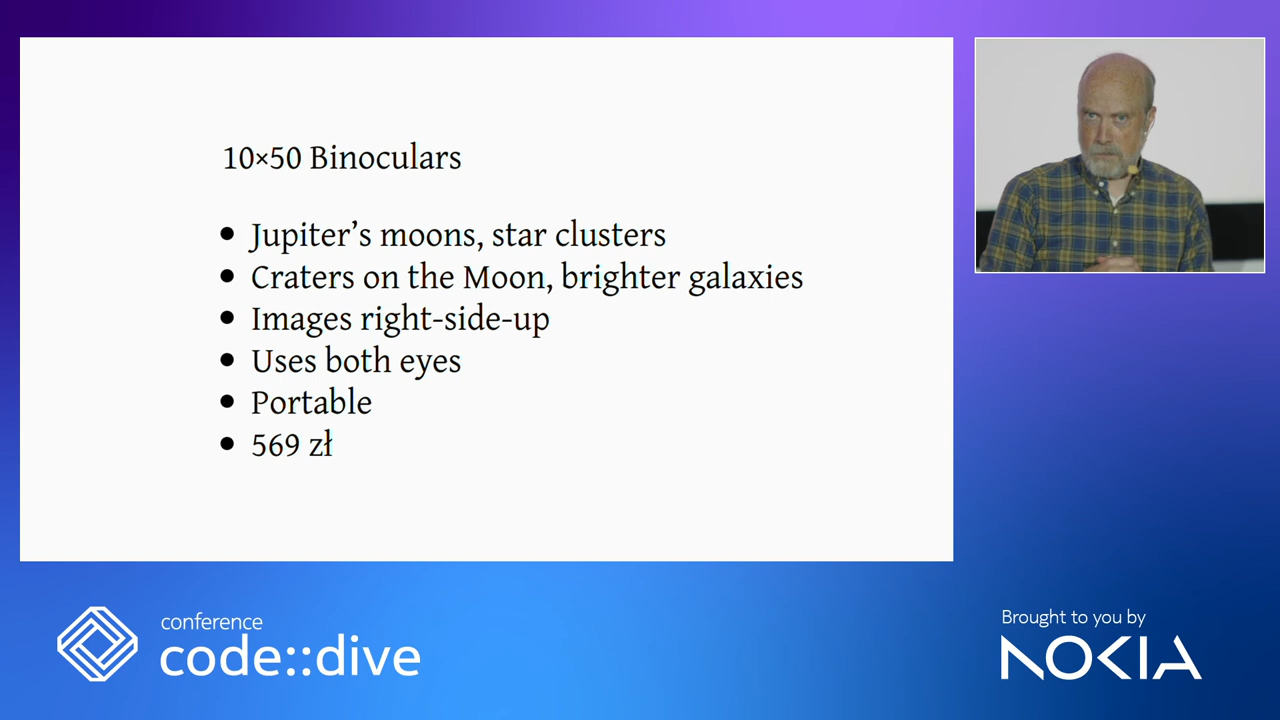 10×50 Binoculars
• Jupiter’s moons, star clusters
• Craters on the Moon, brighter galaxies
• Images right-side-up
• Uses both eyes
• Portable
• 569 zł
conference
code::dive
Brought to you by
NOKIA